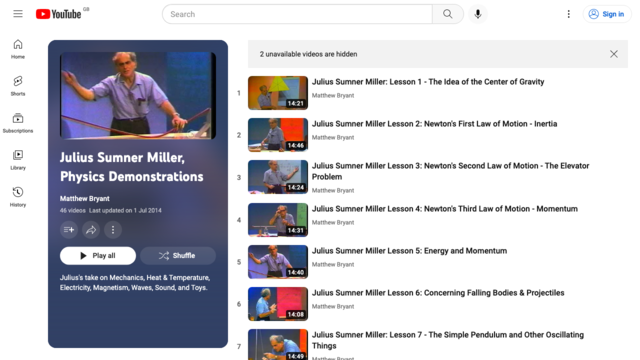 YouTube GB
Search
Sign in
Home
Shorts
Subscriptions
Library
History
Julius Sumner Miller,
Physics Demonstrations
Matthew Bryant
46 videos Last updated on 1 Jul 2014
Play all
Shuffle
Julius's take on Mechanics, Heat & Temperature,
Electricity, Magnetism, Waves, Sound, and Toys.
2 unavailable videos are hidden
1
14:21
Julius Sumner Miller: Lesson 1 - The Idea of the Center of Gravity
Matthew Bryant
2
14:46
Julius Sumner Miller Lesson 2: Newton's First Law of Motion - Inertia
Matthew Bryant
3
14:24
Julius Sumner Miller Lesson 3: Newton's Second Law of Motion - The Elevator
Problem
Matthew Bryant
4
14:31
Julius Sumner Miller Lesson 4: Newton's Third Law of Motion - Momentum
Matthew Bryant
5
14:40
Julius Sumner Miller Lesson 5: Energy and Momentum
Matthew Bryant
6
14:08
Julius Sumner Miller Lesson 6: Concerning Falling Bodies & Projectiles
Matthew Bryant
7
14:49
Julius Sumner Miller: Lesson 7 - The Simple Pendulum and Other Oscillating
Things
Matthew Bryant